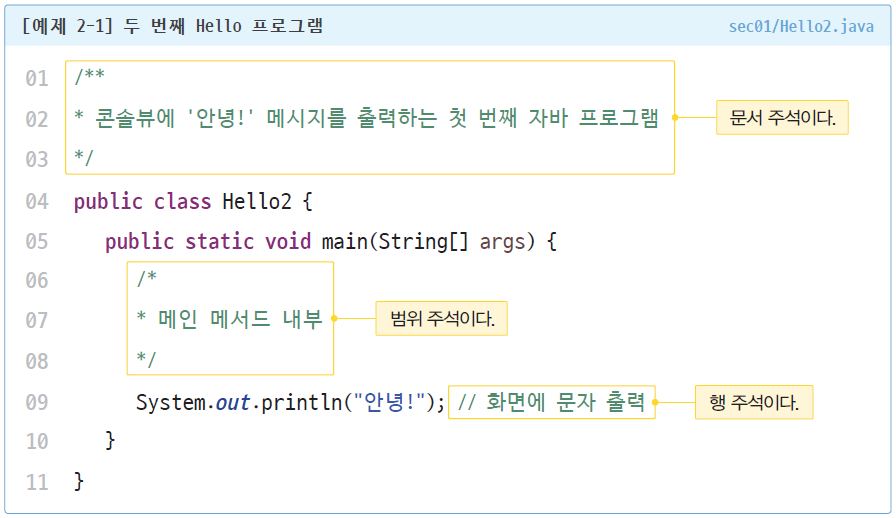 [예제 2-1] 두 번째 Hello 프로그램 sec01/Hello2.java
01 /**
02 * 콘솔뷰에 '안녕!' 메시지를 출력하는 첫 번째 자바 프로그램 문서 주석이다.
03 */
04 public class Hello2 {
05 public static void main(String[] args) {
06 /*
07 * 메인 메서드 내부 범위 주석이다.
08 */
09 System.out.println("안녕!"); // 화면에 문자 출력 행 주석이다.
10 }
11 }